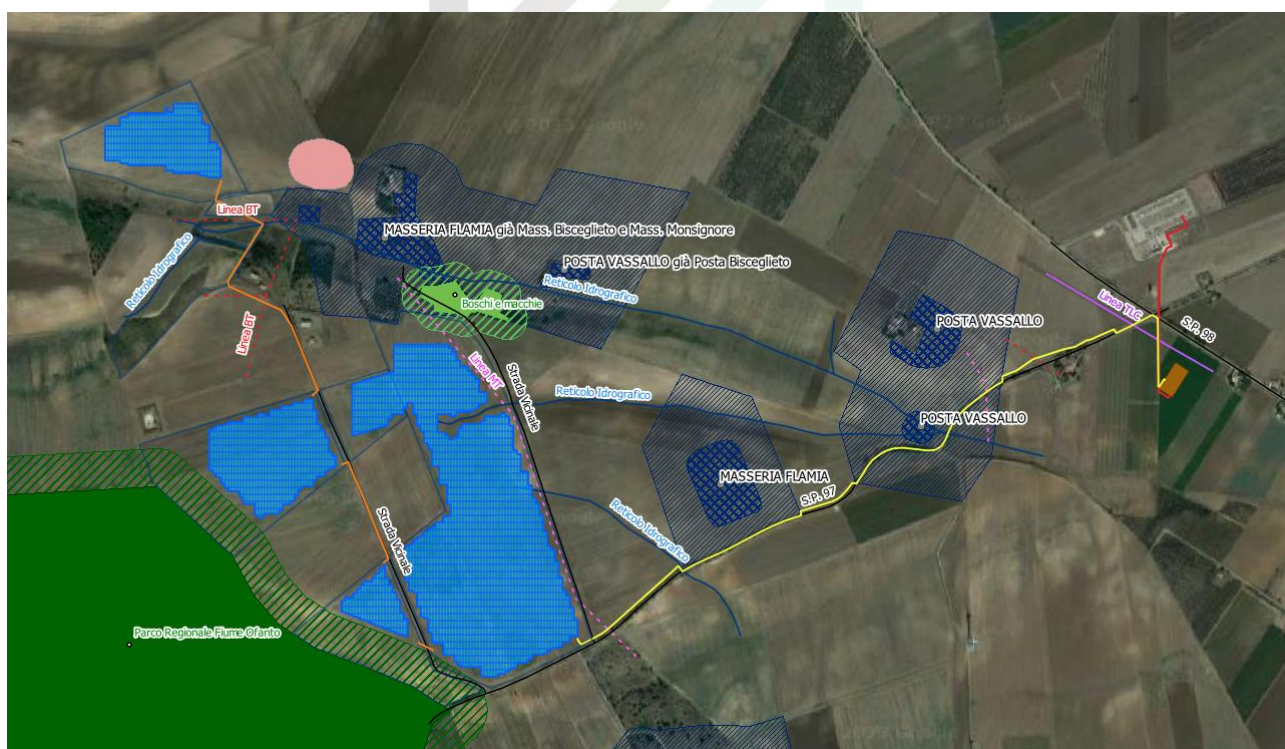 Linea BT
MASSERIA FLAMIA già Mass. Bisceglieto e Mass. Monsignore
POSTA VASSALLO già Posta Bisceglieto
Reticolo Idrografico
Reticolo Idrografico
Boschi e macchie
Linea TLC
S.P. 98
POSTA VASSALLO
Linea BT
Linea MT
Strada Vicinale
Reticolo Idrografico
POSTA VASSALLO
MASSERIA FLAMIA
S.P. 97
Reticolo Idrografico
Strada Vicinale
Parco Regionale Fiume Ofanto